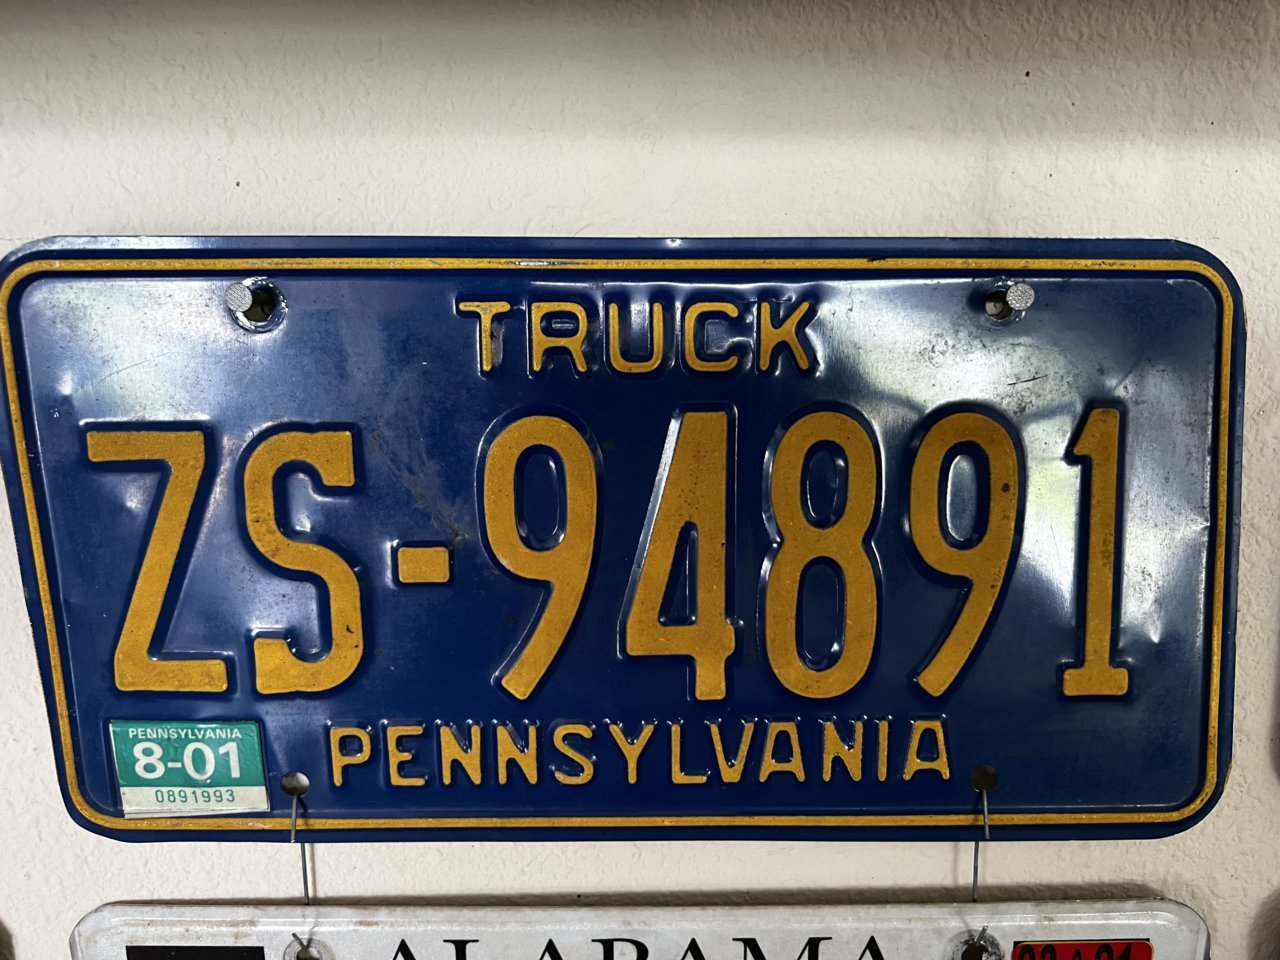 TRUCK
ZS-94891
PENNSYLVANIA
PENNSYLVANIA
8-01
0891993
ALABAMA